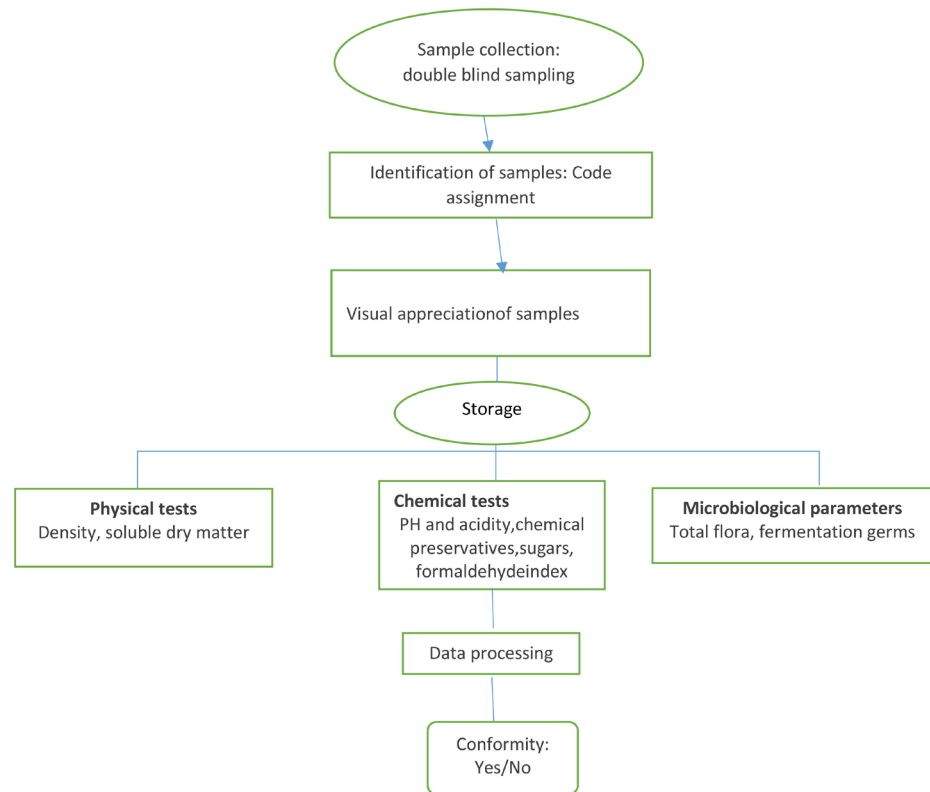 Sample collection:
double blind sampling
Identification of samples: Code
assignment
Visual appreciationof samples
Storage
Physical tests
Density, soluble dry matter
Chemical tests
PH and acidity,chemical
preservatives,sugars,
formaldehydeindex
Microbiological parameters
Total flora, fermentation germs
Data processing
Conformity:
Yes/No